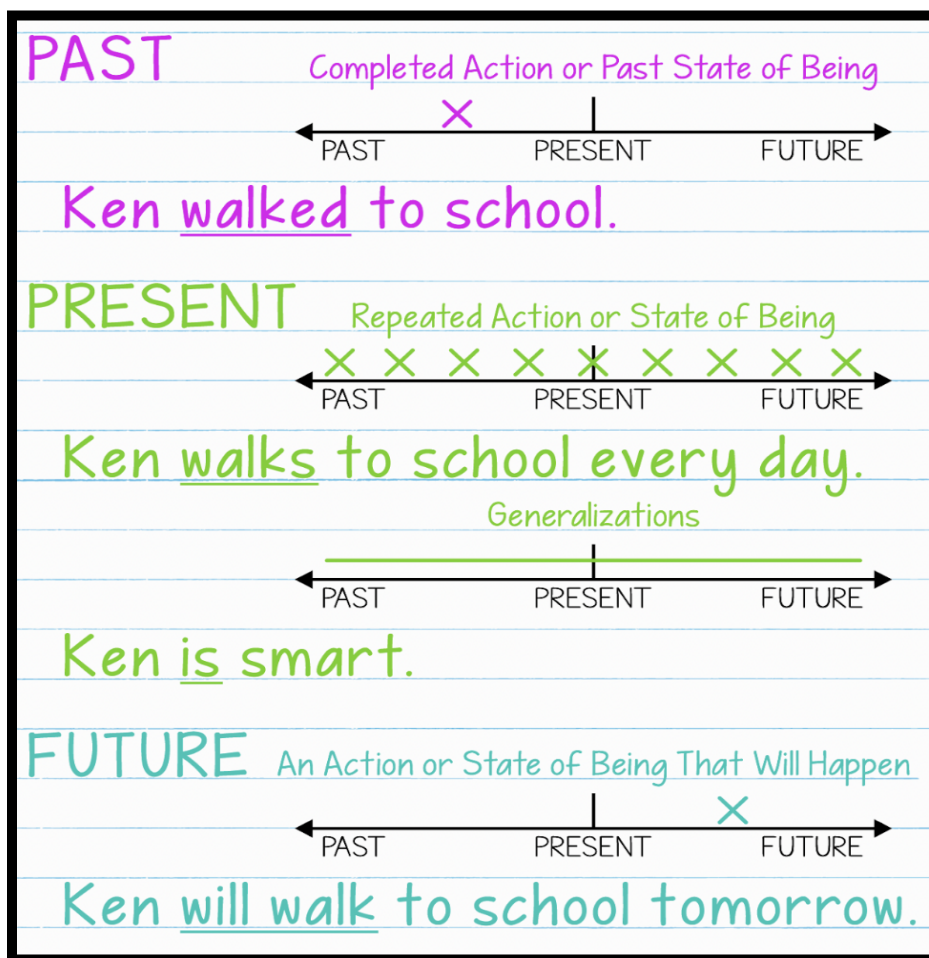 PAST
Completed Action or Past State of Being
PAST PRESENT FUTURE
Ken walked to school.
PRESENT
Repeated Action or State of Being
PAST PRESENT FUTURE
Ken walks to school every day.
Generalizations
PAST PRESENT FUTURE
Ken is smart.
FUTURE
An Action or State of Being That Will Happen
PAST PRESENT FUTURE
Ken will walk to school tomorrow.